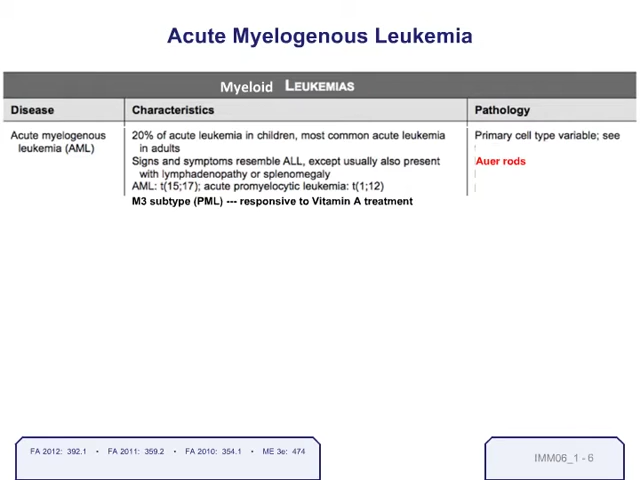 Acute Myelogenous Leukemia
Myeloid LEUKEMIAS
Disease Characteristics Pathology
Acute myelogenous 20% of acute leukemia in children, most common acute leukemia Primary cell type variable; see
leukemia (AML) in adults
Signs and symptoms resemble ALL, except usually also present Auer rods
with lymphadenopathy or splenomegaly
AML: t(15;17); acute promyelocytic leukemia: t(1;12)
M3 subtype (PML) --- responsive to Vitamin A treatment
FA 2012: 392.1 • FA 2011: 359.2 • FA 2010: 354.1 • ME 3e: 474
IMM06_1 - 6